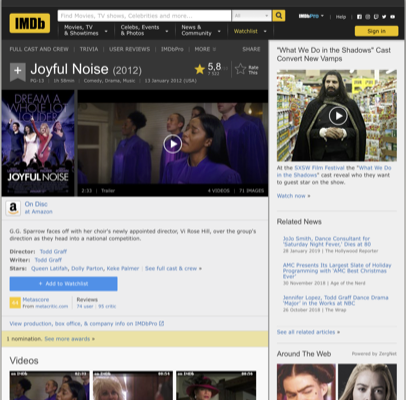 IMDb
Find Movies, TV shows, Celebrities and more...
All
IMDbPro
Help
Movies, TV
& Showtimes
Celebs, Events
& Photos
News &
Community
Watchlist
Sign in
FULL CAST AND CREW | TRIVIA | USER REVIEWS | IMDbPro | MORE
SHARE
Joyful Noise (2012)
PG-13 | 1h 58min | Comedy, Drama, Music | 13 January 2012 (USA)
5,8
Rate
This
DREAM A
WHOLE LOT
LOUDER
JOYFUL NOISE
2:33 | Trailer
4 VIDEOS | 71 IMAGES
On Disc
at Amazon
G.G. Sparrow faces off with her choir's newly appointed director, Vi Rose Hill, over the group's
direction as they head into a national competition.
Director: Todd Graff
Writer: Todd Graff
Stars: Queen Latifah, Dolly Parton, Keke Palmer | See full cast & crew »
+ Add to Watchlist
Metascore
From metacritic.com
Reviews
74 user | 95 critic
View production, box office, & company info on IMDbPro
1 nomination. See more awards »
Videos
"What We Do in the Shadows" Cast
Convert New Vamps
At the SXSW Film Festival the "What We Do
in the Shadows" cast reveal who they want
to guest star on the show.
Watch now »
Related News
JoJo Smith, Dance Consultant for
'Saturday Night Fever,' Dies at 80
28 January 2019 | The Hollywood Reporter
AMC Presents Its Largest Slate of Holiday
Programming with 'AMC Best Christmas
Ever'
30 November 2018 | Age of the Nerd
Jennifer Lopez, Todd Graff Dance Drama
'Major' in the Works at NBC
26 October 2018 | The Wrap
See all related articles »
Around The Web
Powered by ZergNet